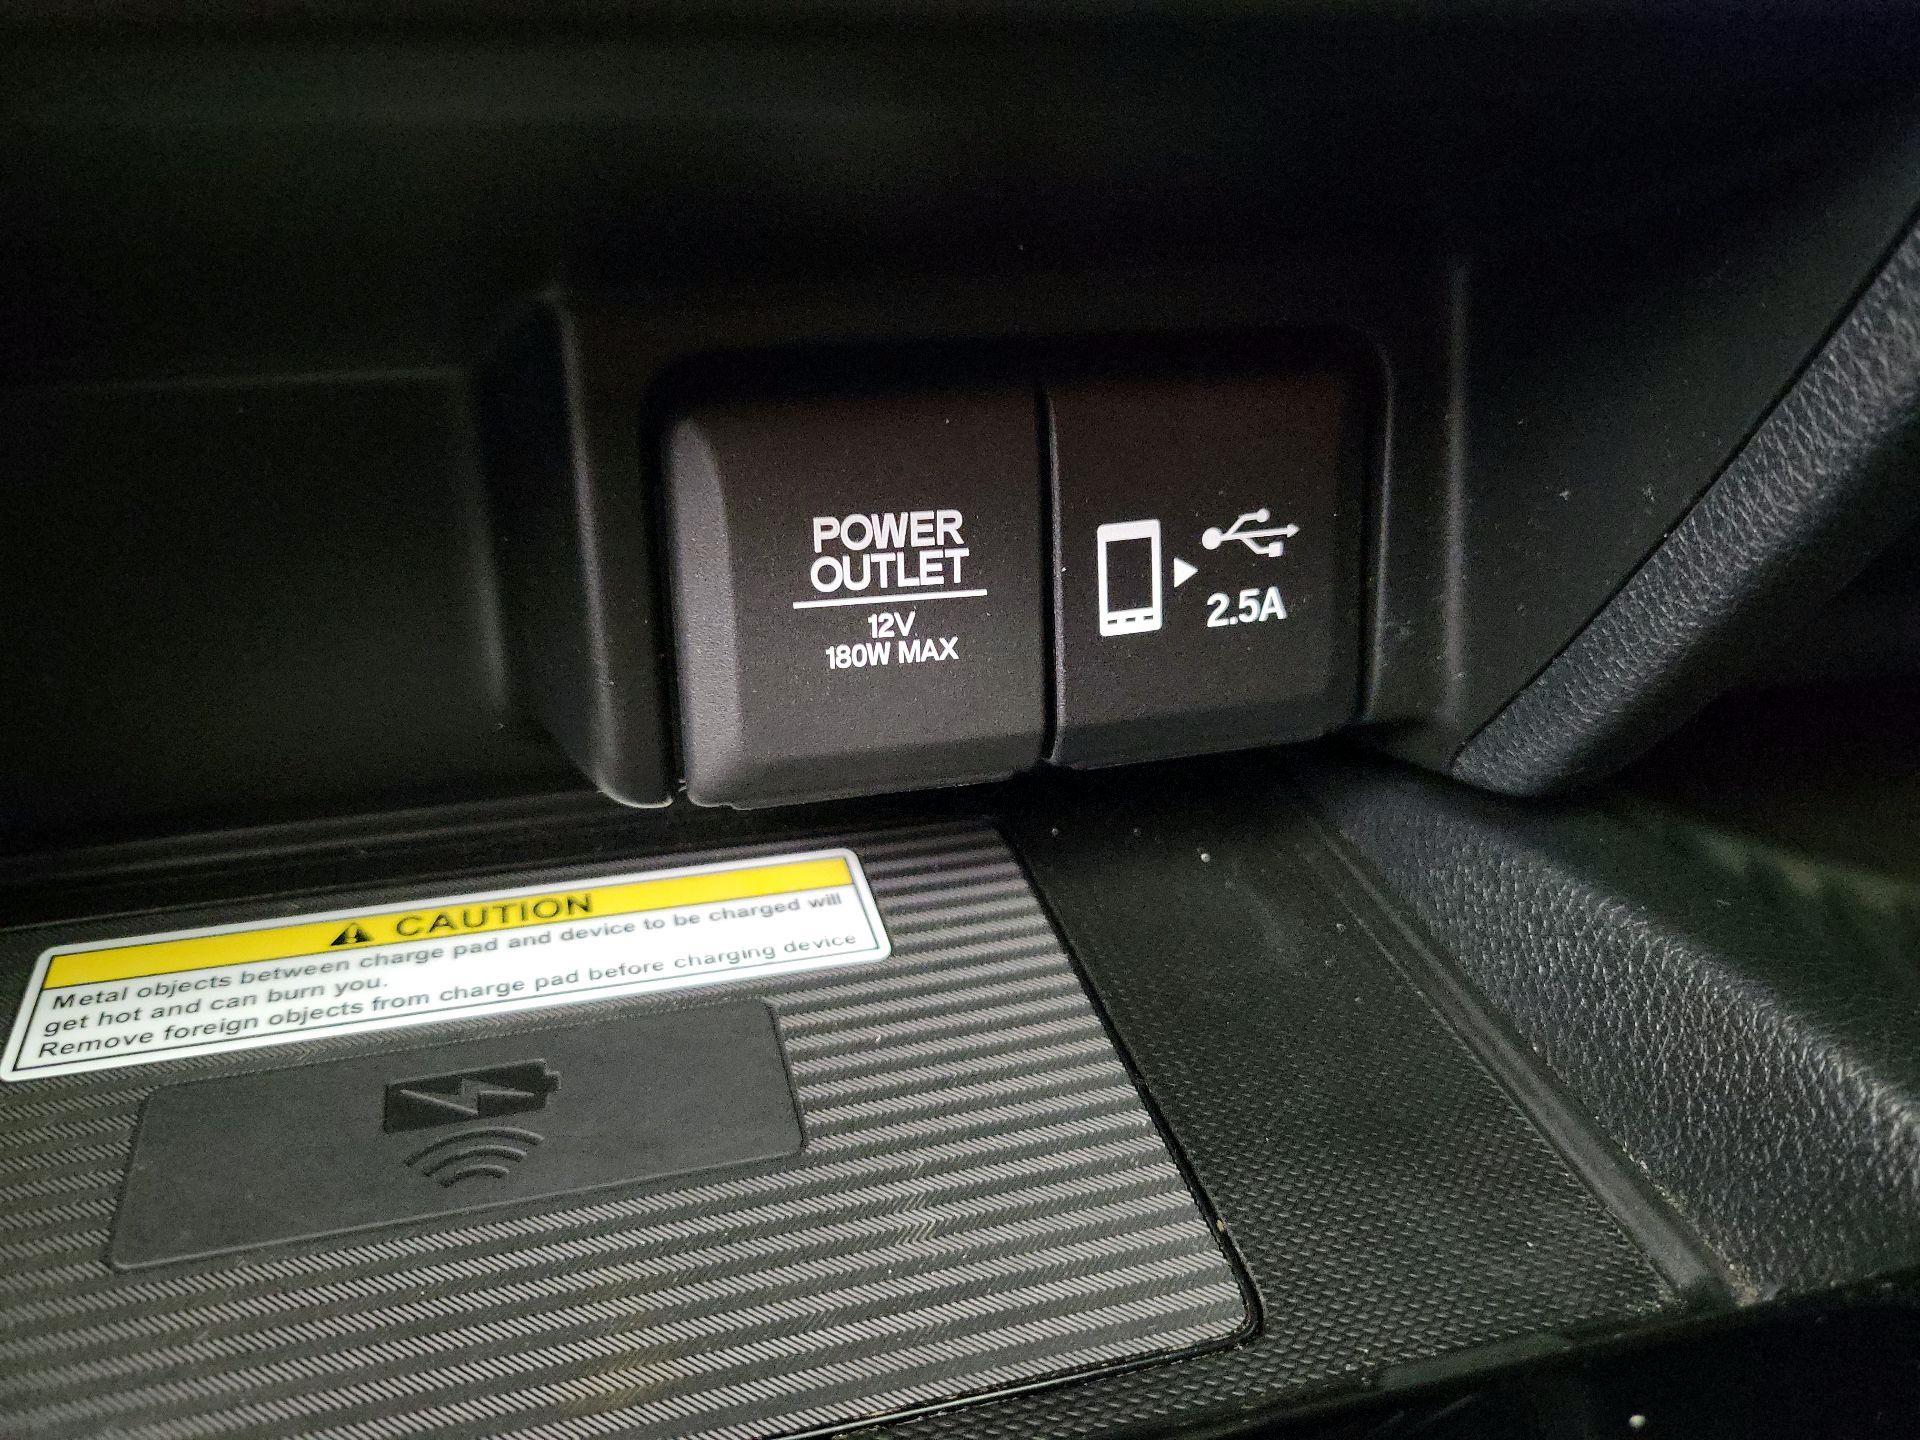 POWER
OUTLET
12V
180W MAX
2.5A
CAUTION
Metal objects between charge pad and device to be charged will
get hot and can burn you.
Remove foreign objects from charge pad before charging device